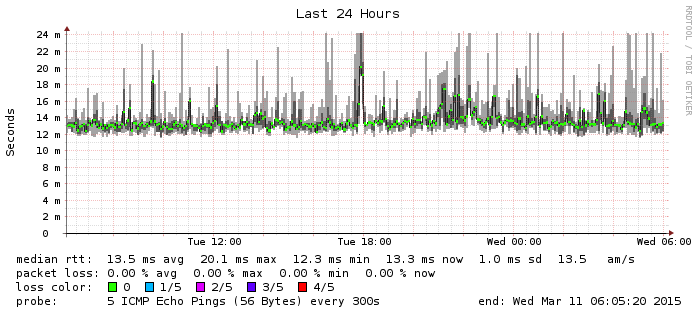 Last 24 Hours
RRDTOOL / TOBI OETIKER
Seconds
24 m
22 m
20 m
18 m
16 m
14 m
12 m
10 m
8 m
6 m
4 m
2 m
0
Tue 12:00 Tue 18:00 Wed 00:00 Wed 06:00
median rtt: 13.5 ms avg 20.1 ms max 12.3 ms min 13.3 ms now 1.0 ms sd 13.5 am/s
packet loss: 0.00 % avg 0.00 % max 0.00 % min 0.00 % now
loss color: 0 1/5 2/5 3/5 4/5
probe: 5 ICMP Echo Pings (56 Bytes) every 300s end: Wed Mar 11 06:05:20 2015